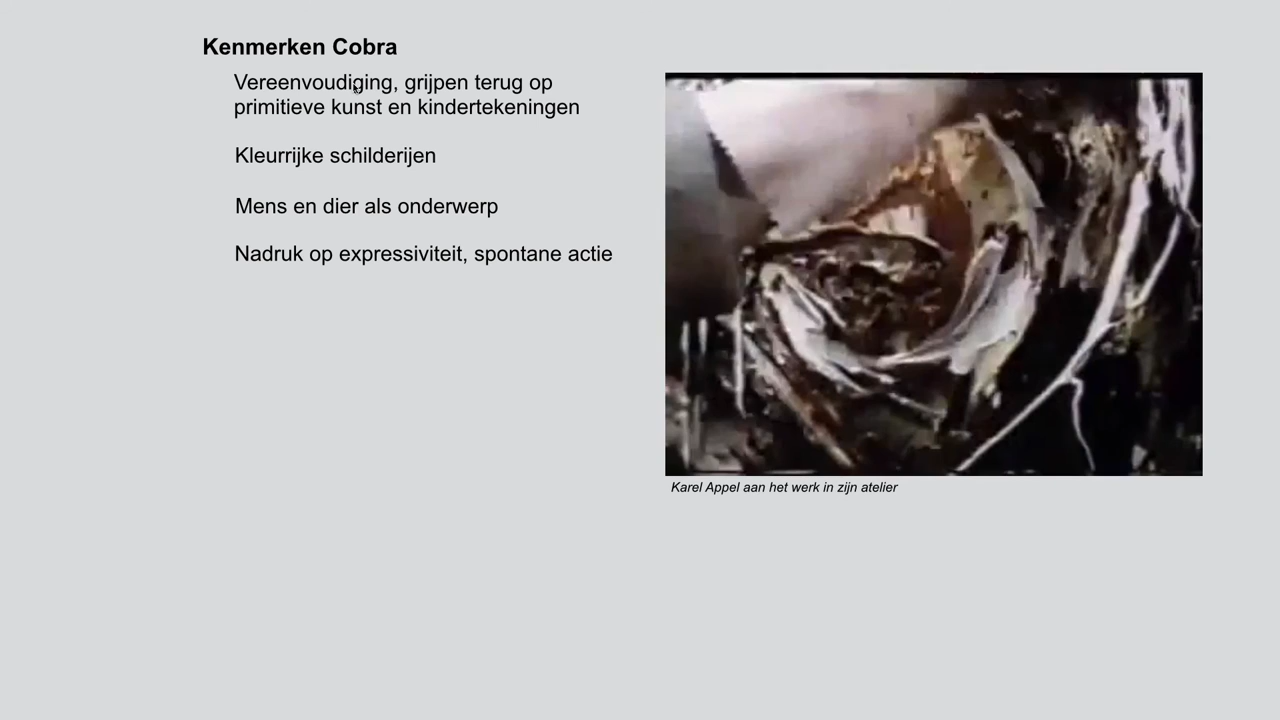 Kenmerken Cobra
Vereenvoudiging, grijpen terug op
primitieve kunst en kindertekeningen
Kleurrijke schilderijen
Mens en dier als onderwerp
Nadruk op expressiviteit, spontane actie
Karel Appel aan het werk in zijn atelier